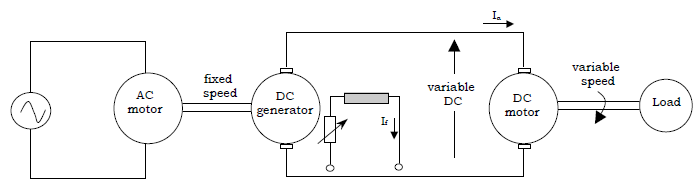 Ia
AC
motor
fixed
speed
DC
generator
If
variable
DC
DC
motor
variable
speed
Load